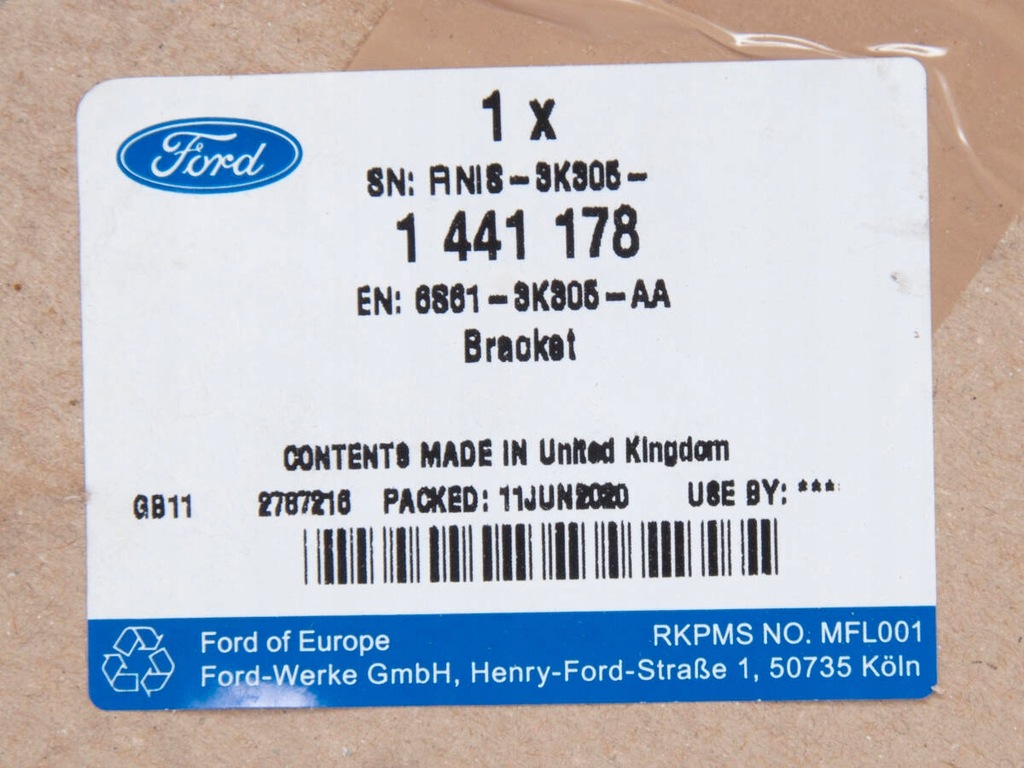 Ford
1 x
SN: FINIS-3K305-
1 441 178
EN: 6S61-3K305-AA
Bracket
CONTENTS MADE IN United Kingdom
GB11 2787216 PACKED: 11JUN2020 USE BY: ***
Ford of Europe
RKPMS NO. MFL001
Ford-Werke GmbH, Henry-Ford-Straße 1, 50735 Köln